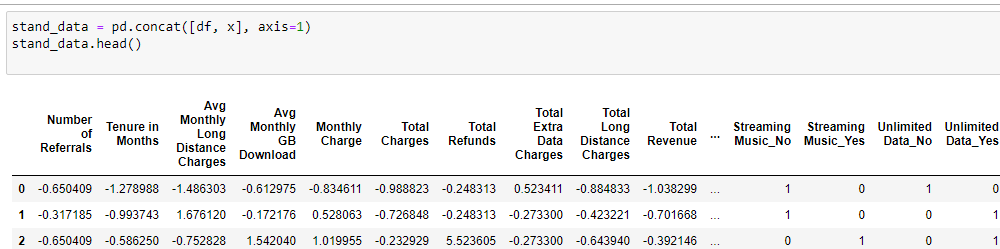 stand_data = pd.concat([df, x], axis=1)
stand_data.head()
Number of Referrals Tenure in Months Avg Monthly Long Distance Charges Avg Monthly GB Download Monthly Charge Total Charges Total Refunds Total Extra Data Charges Total Long Distance Charges Total Revenue ... Streaming Music_No Streaming Music_Yes Unlimited Data_No Unlimited Data_Yes
0 -0.650409 -1.278988 -1.486303 -0.612975 -0.834611 -0.988823 -0.248313 0.523411 -0.884833 -1.038299 ... 1 0 1 0
1 -0.317185 -0.993743 1.676120 -0.172176 0.528063 -0.726848 -0.248313 -0.273300 -0.423221 -0.701668 ... 1 0 0 1
2 -0.650409 -0.586250 -0.752828 1.542040 1.019955 -0.232929 5.523605 -0.273300 -0.643940 -0.392146 ... 0 1 0 1